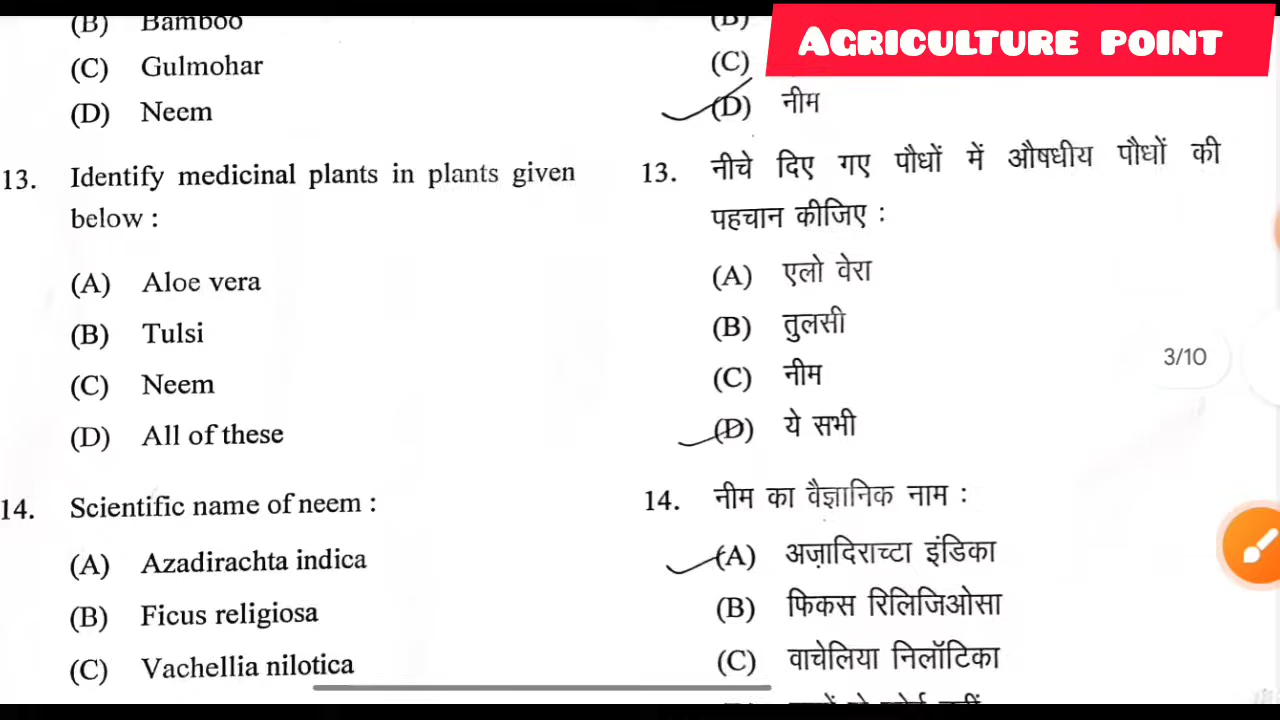 AGRICULTURE POINT
(B) Bamboo
(C) Gulmohar
(D) Neem
13. Identify medicinal plants in plants given
below :
(A) Aloe vera
(B) Tulsi
(C) Neem
(D) All of these
14. Scientific name of neem :
(A) Azadirachta indica
(B) Ficus religiosa
(C) Vachellia nilotica
(B)
(C)
(D) नीम
13. नीचे दिए गए पौधों में औषधीय पौधों की
पहचान कीजिए :
(A) एलो वेरा
(B) तुलसी
(C) नीम
(D) ये सभी
14. नीम का वैज्ञानिक नाम :
(A) अज़ादिराच्टा इंडिका
(B) फिकस रिलिजिओसा
(C) वाचेलिया निलॉटिका
3/10